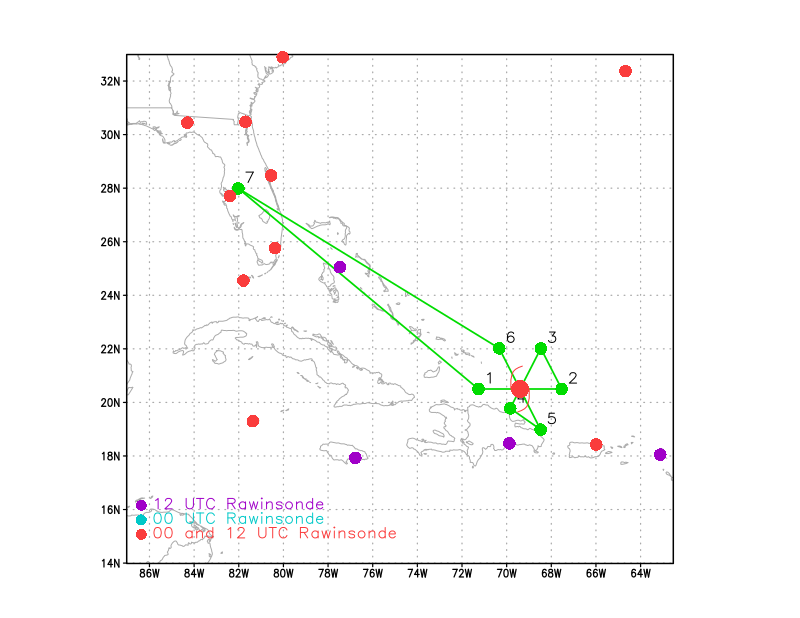 32N
30N
7
28N
26N
24N
6 3
22N
1 2
20N
4
5
18N
16N
12 UTC Rawinsonde
00 UTC Rawinsonde
00 and 12 UTC Rawinsonde
14N
86W 84W 82W 80W 78W 76W 74W 72W 70W 68W 66W 64W